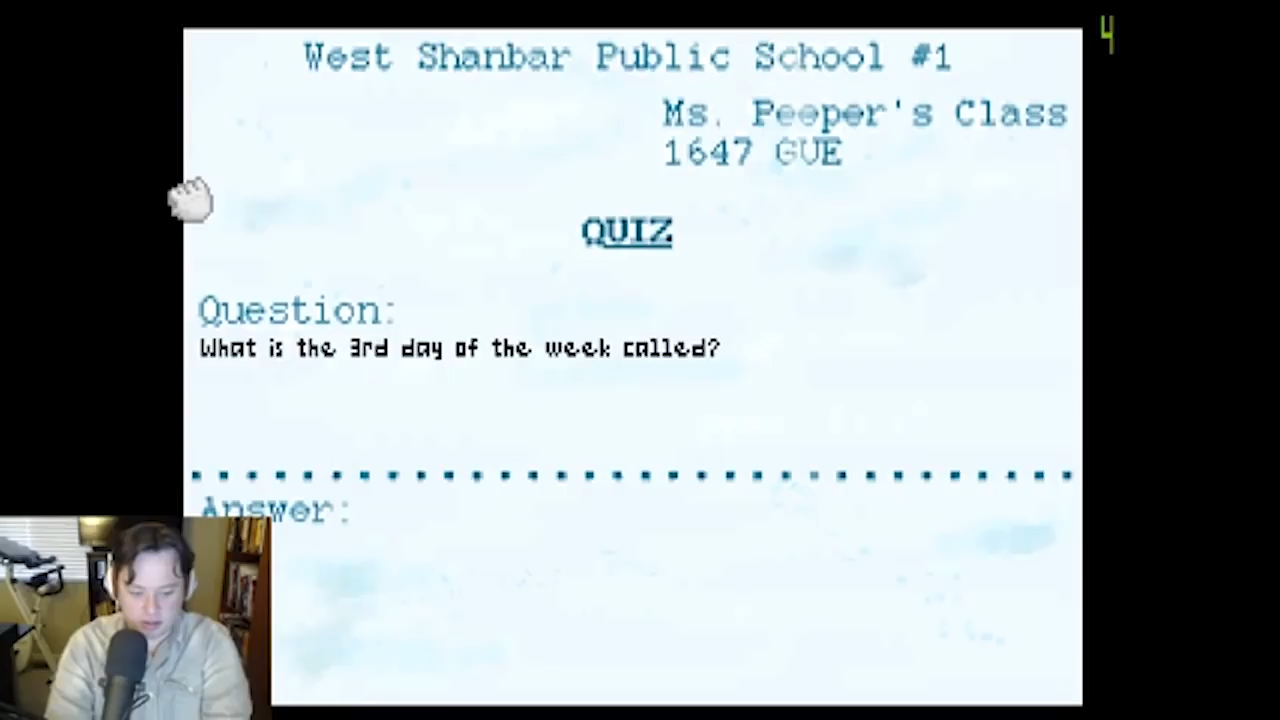 4
West Shanbar Public School #1
Ms. Peeper's Class
1647 GUE
QUIZ
Question:
What is the 3rd day of the week called?
Answer: